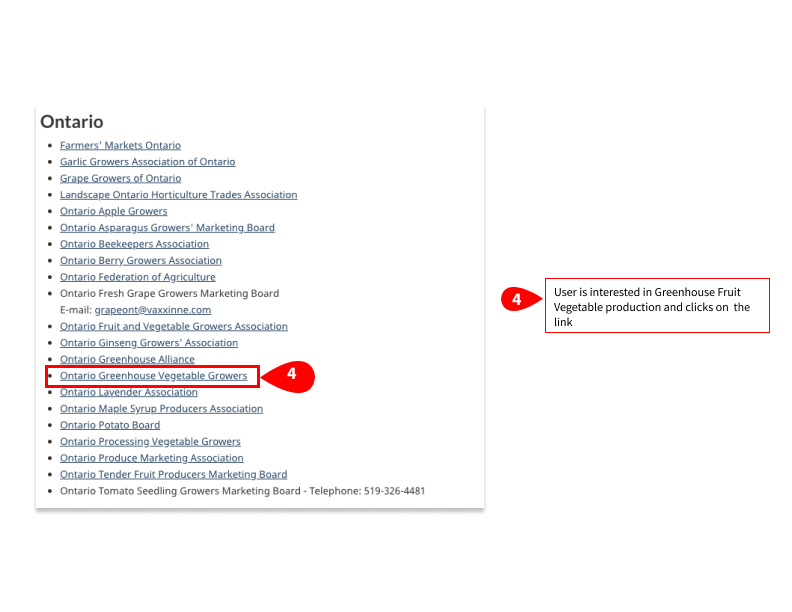 Ontario
Farmers' Markets Ontario
Garlic Growers Association of Ontario
Grape Growers of Ontario
Landscape Ontario Horticulture Trades Association
Ontario Apple Growers
Ontario Asparagus Growers' Marketing Board
Ontario Beekeepers Association
Ontario Berry Growers Association
Ontario Federation of Agriculture
Ontario Fresh Grape Growers Marketing Board
E-mail: grapeont@vaxxinne.com
Ontario Fruit and Vegetable Growers Association
Ontario Ginseng Growers' Association
Ontario Greenhouse Alliance
Ontario Greenhouse Vegetable Growers
4
Ontario Lavender Association
Ontario Maple Syrup Producers Association
Ontario Potato Board
Ontario Processing Vegetable Growers
Ontario Produce Marketing Association
Ontario Tender Fruit Producers Marketing Board
Ontario Tomato Seedling Growers Marketing Board - Telephone: 519-326-4481
4
User is interested in Greenhouse Fruit
Vegetable production and clicks on the
link